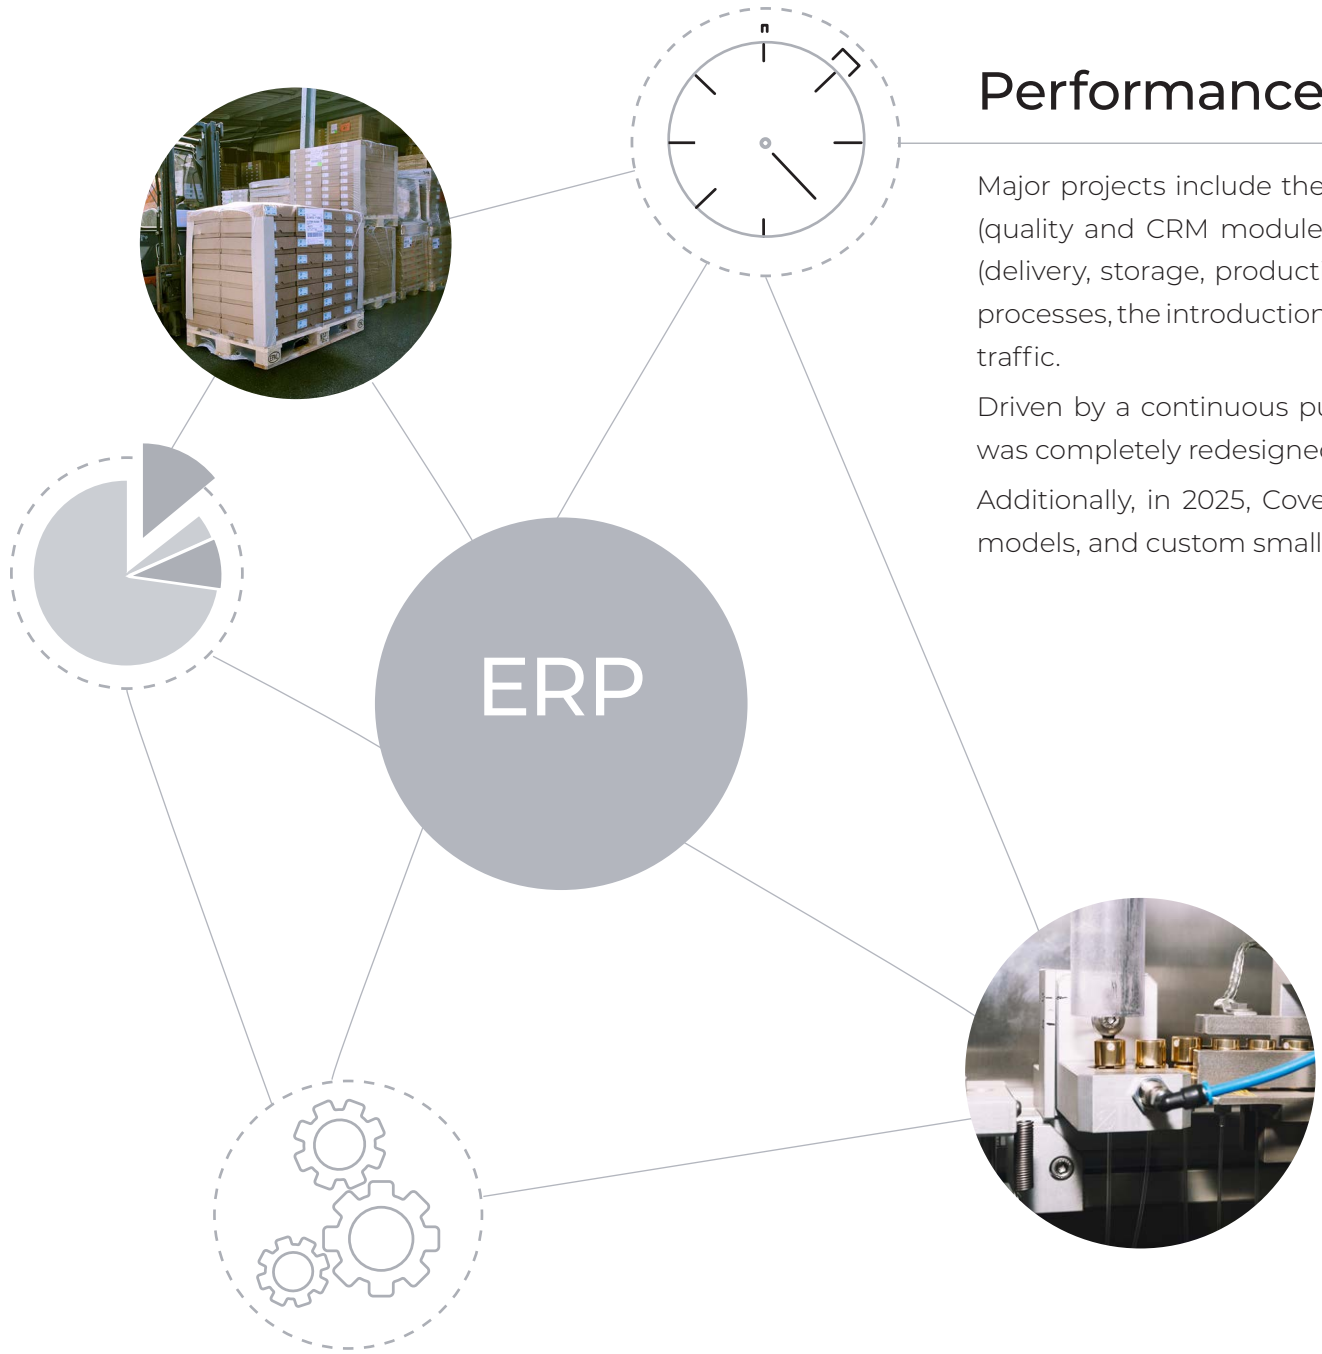 Performance
Major projects include the
(quality and CRM module
(delivery, storage, producti
processes, the introduction
traffic.
Driven by a continuous pu
was completely redesigned
Additionally, in 2025, Cove
models, and custom small
ERP